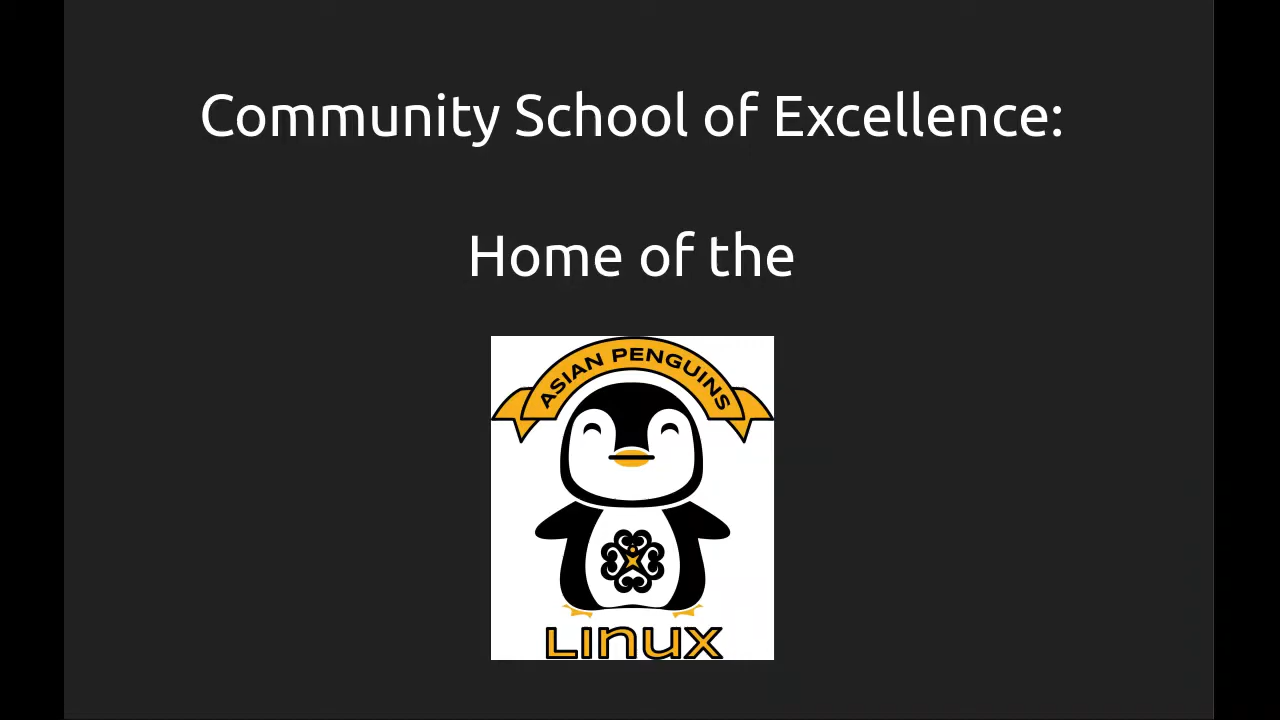 Community School of Excellence:
Home of the
ASIAN PENGUINS
LINUX